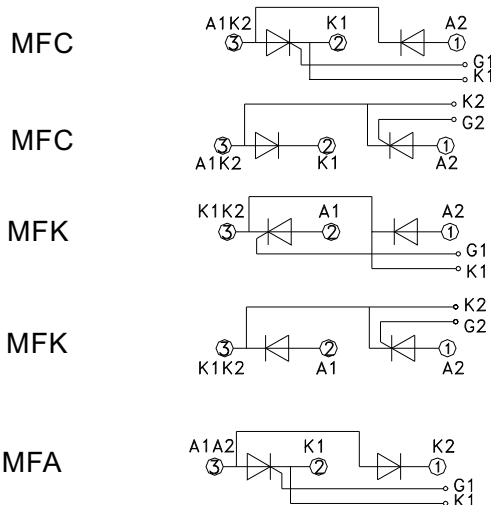 A1K2 K1 A2
MFC
3 2 1
G1
K1
K2
G2
MFC
3 2 1
A1K2 K1 A2
K1K2 A1 A2
MFK
3 2 1
G1
K1
K2
G2
MFK
3 2 1
K1K2 A1 A2
A1A2 K1 K2
MFA
3 2 1
G1
K1